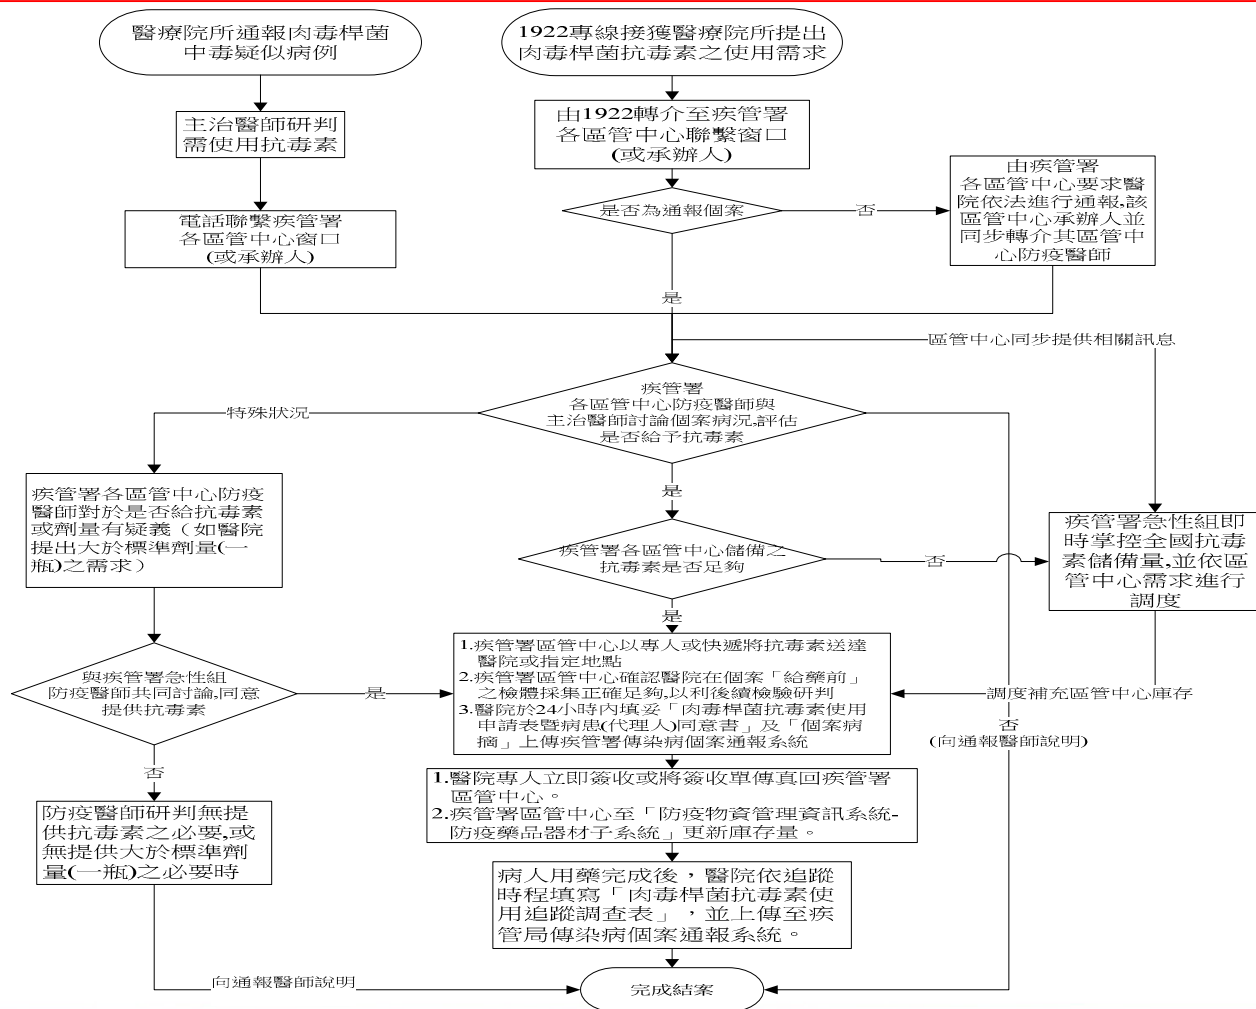 醫療院所通報肉毒桿菌
中毒疑似病例
1922專線接獲醫療院所提出
肉毒桿菌抗毒素之使用需求
主治醫師研判
需使用抗毒素
由1922轉介至疾管署
各區管中心聯繫窗口
(或承辦人)
電話聯繫疾管署
各區管中心窗口
(或承辦人)
是否為通報個案
否
由疾管署
各區管中心要求醫
院依法進行通報,該
區管中心承辦人並
同步轉介其區管中
心防疫醫師
是
區管中心同步提供相關訊息
疾管署
各區管中心防疫醫師與
主治醫師討論個案病況,評估
是否給予抗毒素
特殊狀況
疾管署各區管中心防疫
醫師對於是否給抗毒素
或劑量有疑義（如醫院
提出大於標準劑量(一
瓶)之需求）
是
疾管署各區管中心儲備之
抗毒素是否足夠
否
疾管署急性組即
時掌控全國抗毒
素儲備量,並依區
管中心需求進行
調度
是
與疾管署急性組
防疫醫師共同討論,同意
提供抗毒素
是
1.疾管署區管中心以專人或快遞將抗毒素送達
醫院或指定地點
2.疾管署區管中心確認醫院在個案「給藥前」
之檢體採集正確足夠,以利後續檢驗研判
3.醫院於24小時內填妥「肉毒桿菌抗毒素使用
申請表暨病患(代理人)同意書」及「個案病
摘」上傳疾管署傳染病個案通報系統
調度補充區管中心庫存
否
(向通報醫師說明)
否
防疫醫師研判無提
供抗毒素之必要,或
無提供大於標準劑
量(一瓶)之必要時
1.醫院專人立即簽收或將簽收單傳真回疾管署
區管中心。
2.疾管署區管中心至「防疫物資管理資訊系統-
防疫藥品器材子系統」更新庫存量。
病人用藥完成後，醫院依追蹤
時程填寫「肉毒桿菌抗毒素使
用追蹤調查表」，並上傳至疾
管局傳染病個案通報系統。
向通報醫師說明
完成結案